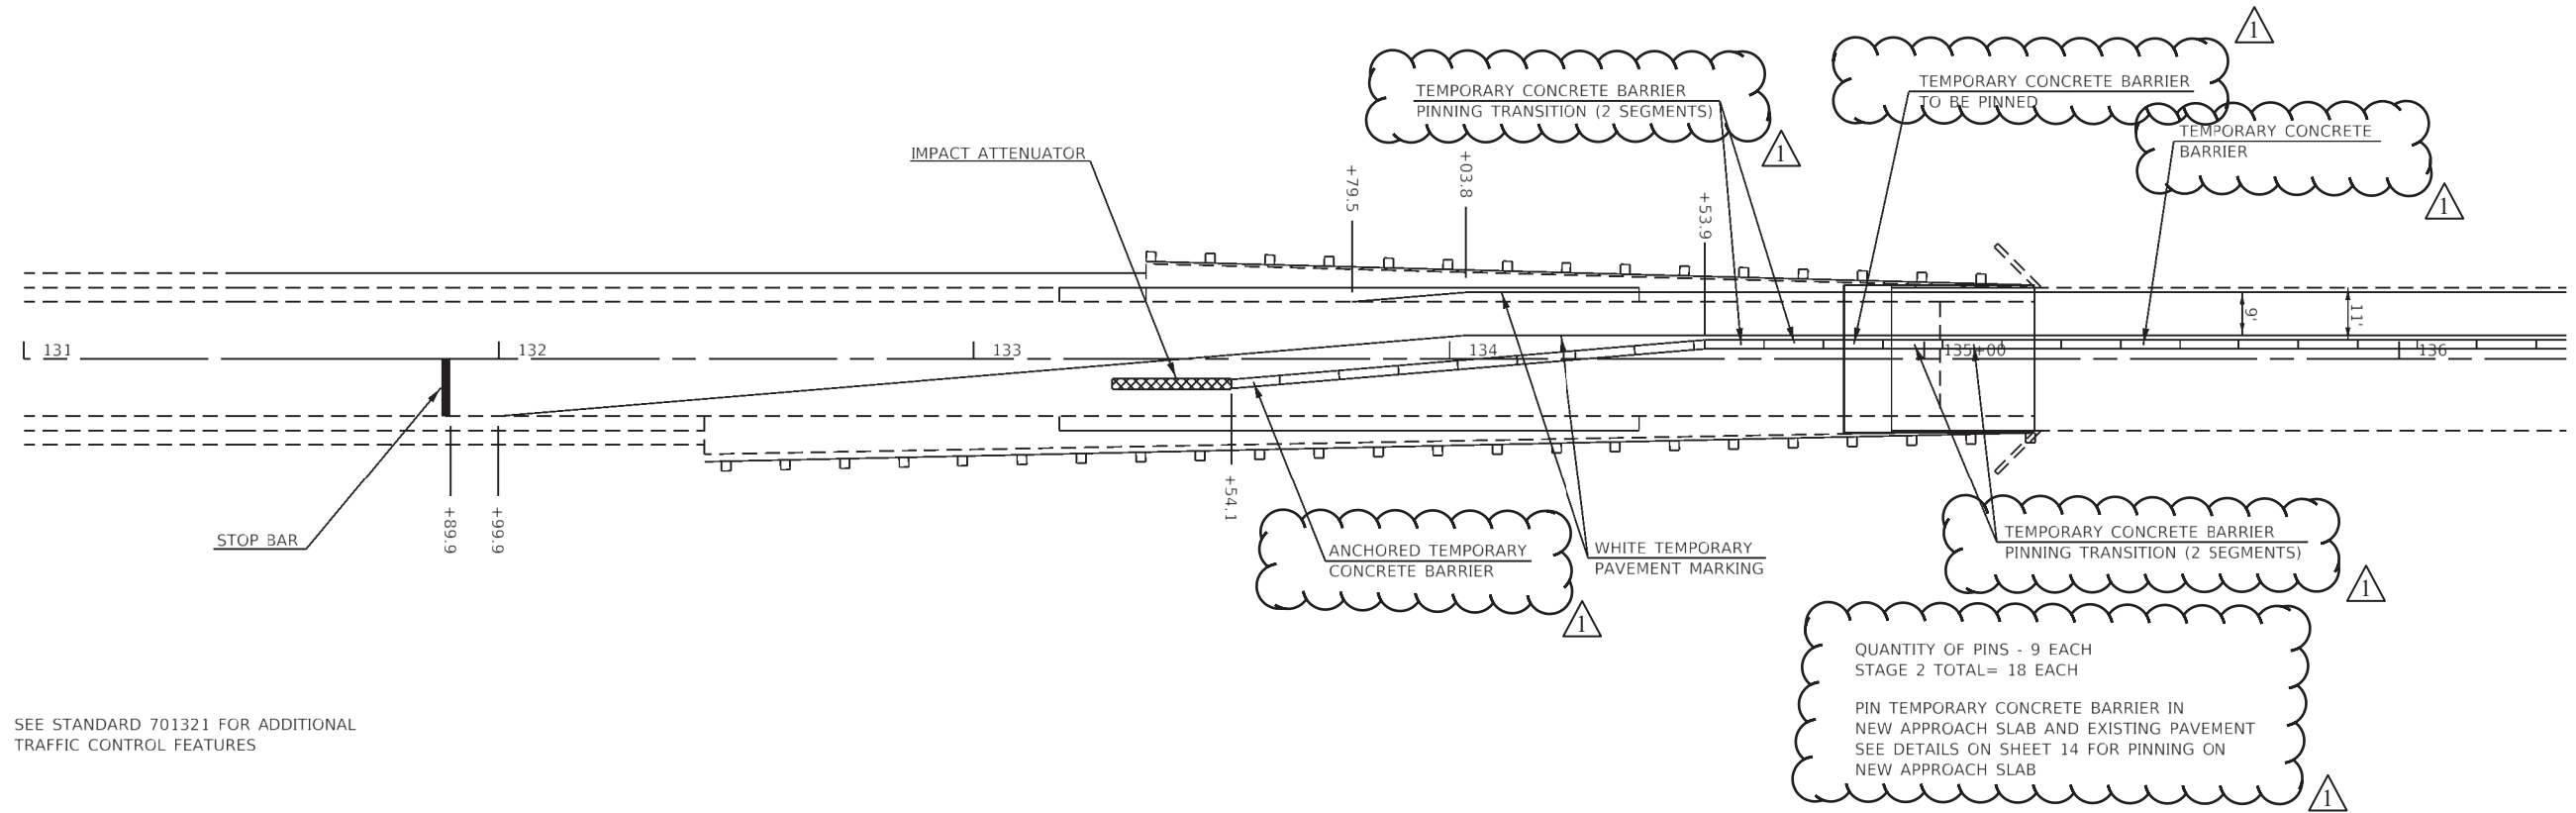 1
TEMPORARY CONCRETE BARRIER
PINNING TRANSITION (2 SEGMENTS)
1
TEMPORARY CONCRETE BARRIER
TO BE PINNED
TEMPORARY CONCRETE
BARRIER
1
IMPACT ATTENUATOR
+79.5
+03.8
+53.9
9'
11'
131
132
133
134
135+00
136
STOP BAR
+89.9
+99.9
+54.1
ANCHORED TEMPORARY
CONCRETE BARRIER
1
WHITE TEMPORARY
PAVEMENT MARKING
TEMPORARY CONCRETE BARRIER
PINNING TRANSITION (2 SEGMENTS)
1
QUANTITY OF PINS - 9 EACH
STAGE 2 TOTAL= 18 EACH
PIN TEMPORARY CONCRETE BARRIER IN
NEW APPROACH SLAB AND EXISTING PAVEMENT
SEE DETAILS ON SHEET 14 FOR PINNING ON
NEW APPROACH SLAB
1
SEE STANDARD 701321 FOR ADDITIONAL
TRAFFIC CONTROL FEATURES